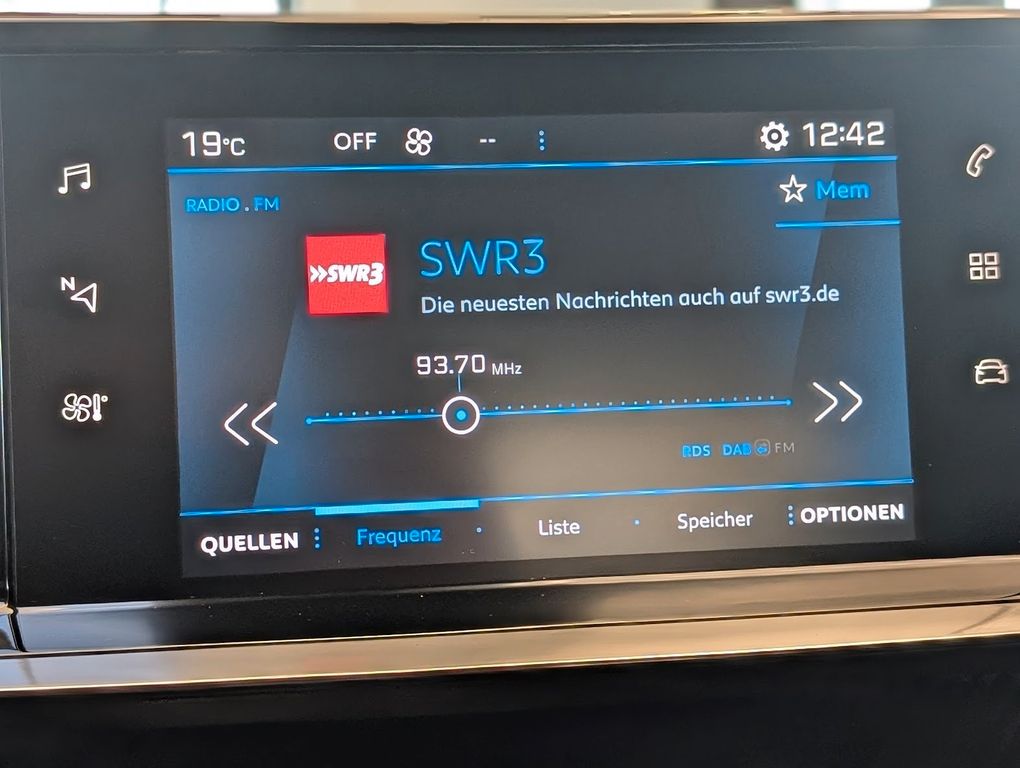 19°C OFF -- 12:42
RADIO . FM
Mem
»SWR3
SWR3
Die neuesten Nachrichten auch auf swr3.de
93.70 MHz
RDS DAB FM
QUELLEN Frequenz Liste Speicher OPTIONEN
N